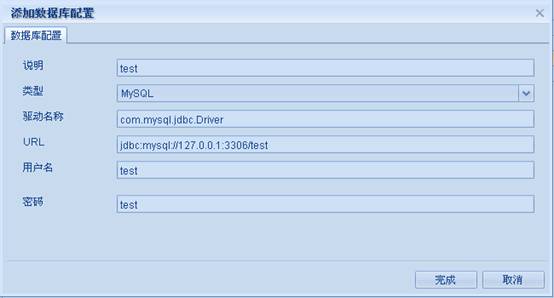 添加数据库配置
数据库配置
说明 test
类型 MySQL
驱动名称 com.mysql.jdbc.Driver
URL jdbc:mysql://127.0.0.1:3306/test
用户名 test
密码 test
完成 取消